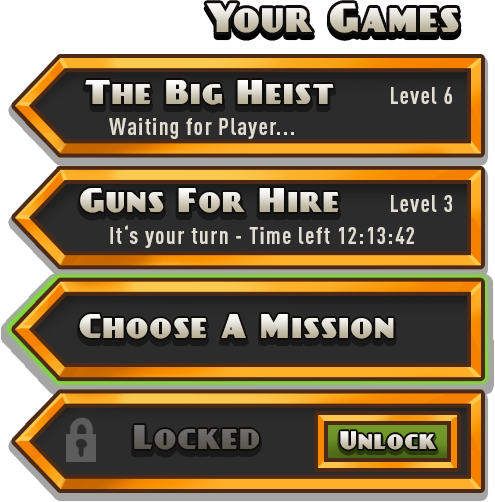 Your Games
The Big Heist
Level 6
Waiting for Player...
Guns For Hire
Level 3
It's your turn - Time left 12:13:42
Choose A Mission
Locked
Unlock